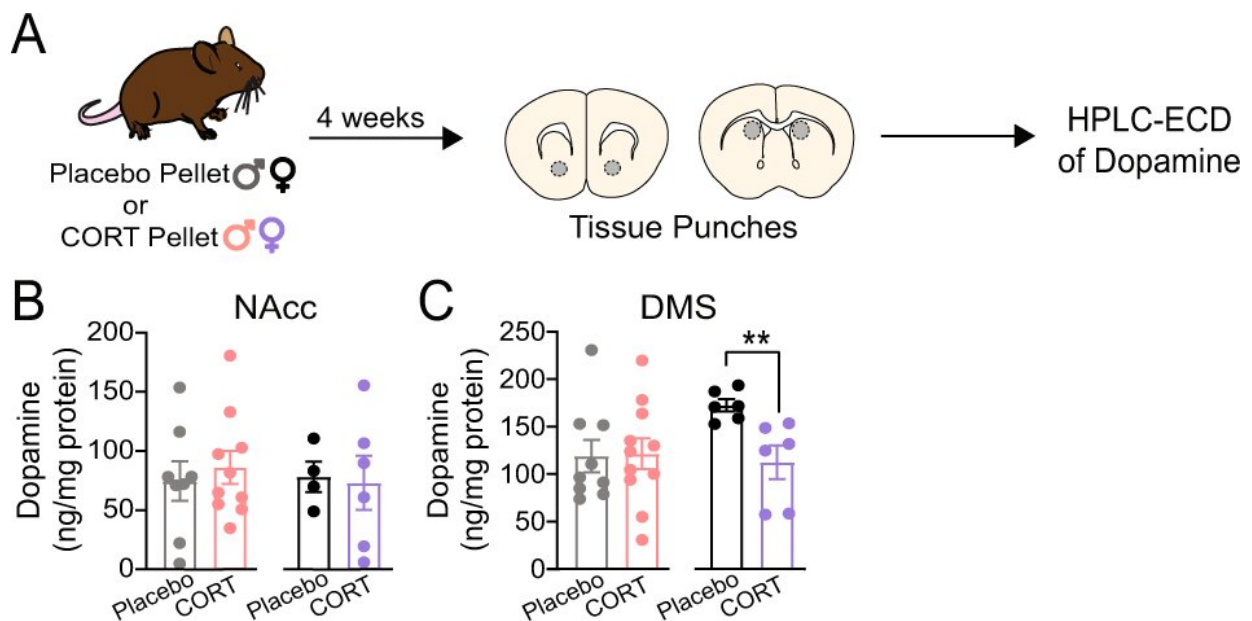 A
4 weeks
Placebo Pellet ♂♀
or
CORT Pellet ♂♀
Tissue Punches
HPLC-ECD
of Dopamine
B
NAcc
Dopamine
(ng/mg protein)
200
150
100
50
0
Placebo
CORT
Placebo
CORT
C
DMS
Dopamine
(ng/mg protein)
250
200
150
100
50
0
**
Placebo
CORT
Placebo
CORT